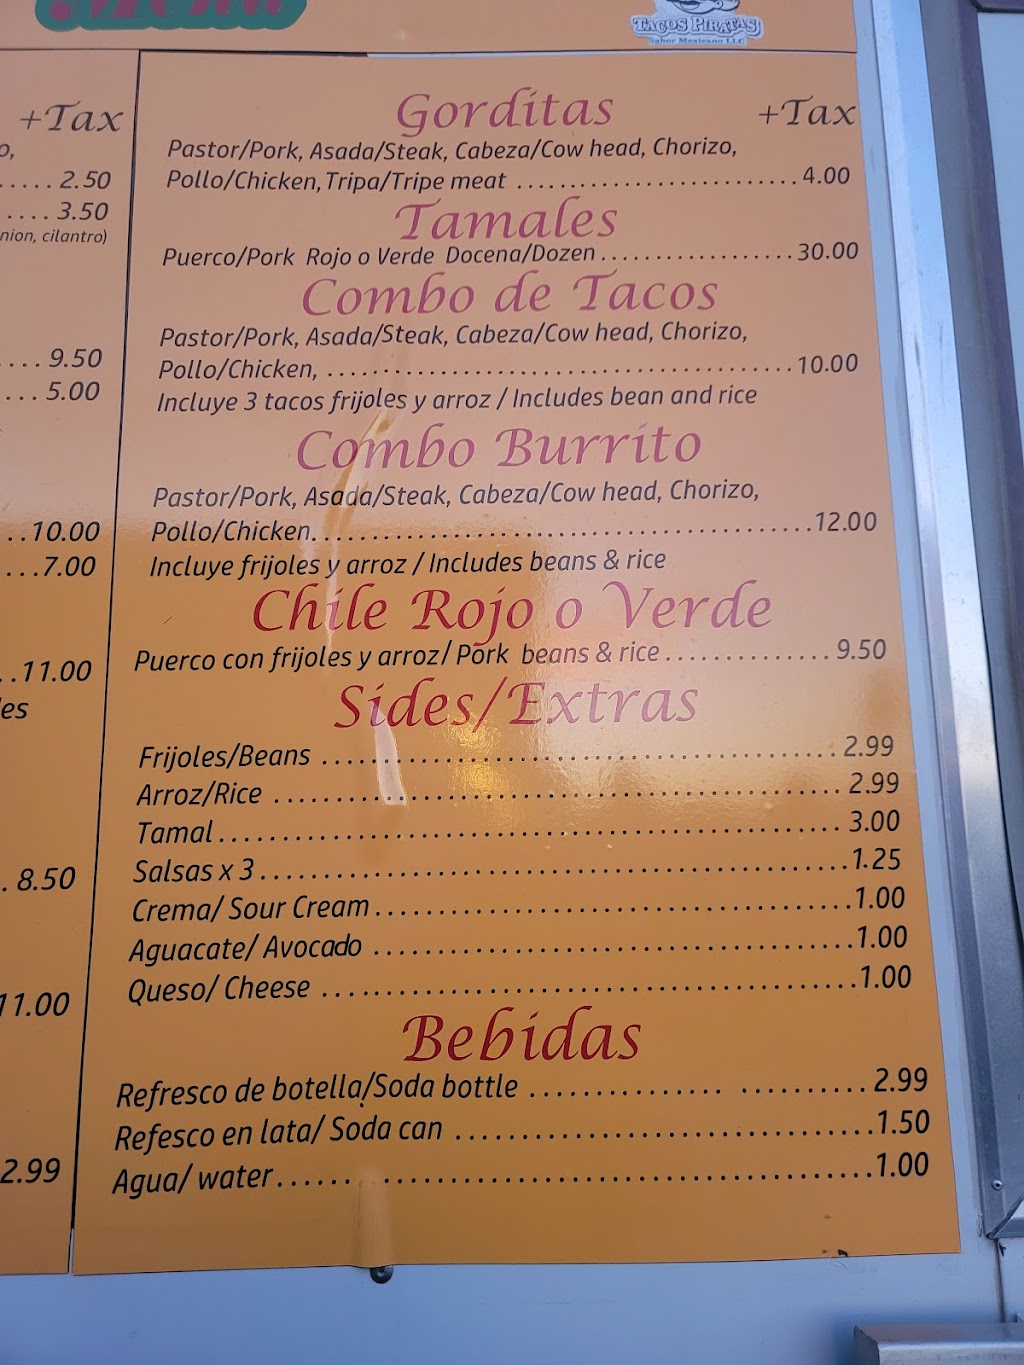 Menu
TACOS PIRATAS
Sabor Mexicano LLC
+Tax
o,
..... 2.50
.... 3.50
nion, cilantro)
.... 9.50
... 5.00
..10.00
...7.00
..11.00
les
. 8.50
11.00
2.99
Gorditas +Tax
Pastor/Pork, Asada/Steak, Cabeza/Cow head, Chorizo,
Pollo/Chicken,Tripa/Tripe meat ............................ 4.00
Tamales
Puerco/Pork Rojo o Verde Docena/Dozen .................. 30.00
Combo de Tacos
Pastor/Pork, Asada/Steak, Cabeza/Cow head, Chorizo,
Pollo/Chicken, ............................................... 10.00
Incluye 3 tacos frijoles y arroz / Includes bean and rice
Combo Burrito
Pastor/Pork, Asada/Steak, Cabeza/Cow head, Chorizo,
Pollo/Chicken.................................................. 12.00
Incluye frijoles y arroz / Includes beans & rice
Chile Rojo o Verde
Puerco con frijoles y arroz/ Pork beans & rice ............... 9.50
Sides/Extras
Frijoles/Beans .................................................. 2.99
Arroz/Rice ...................................................... 2.99
Tamal ........................................................... 3.00
Salsas x 3 ...................................................... 1.25
Crema/ Sour Cream ............................................... 1.00
Aguacate/ Avocado ............................................... 1.00
Queso/ Cheese ................................................... 1.00
Bebidas
Refresco de botella/Soda bottle ............... .......... 2.99
Refesco en lata/ Soda can .................................. 1.50
Agua/ water ................................................ 1.00